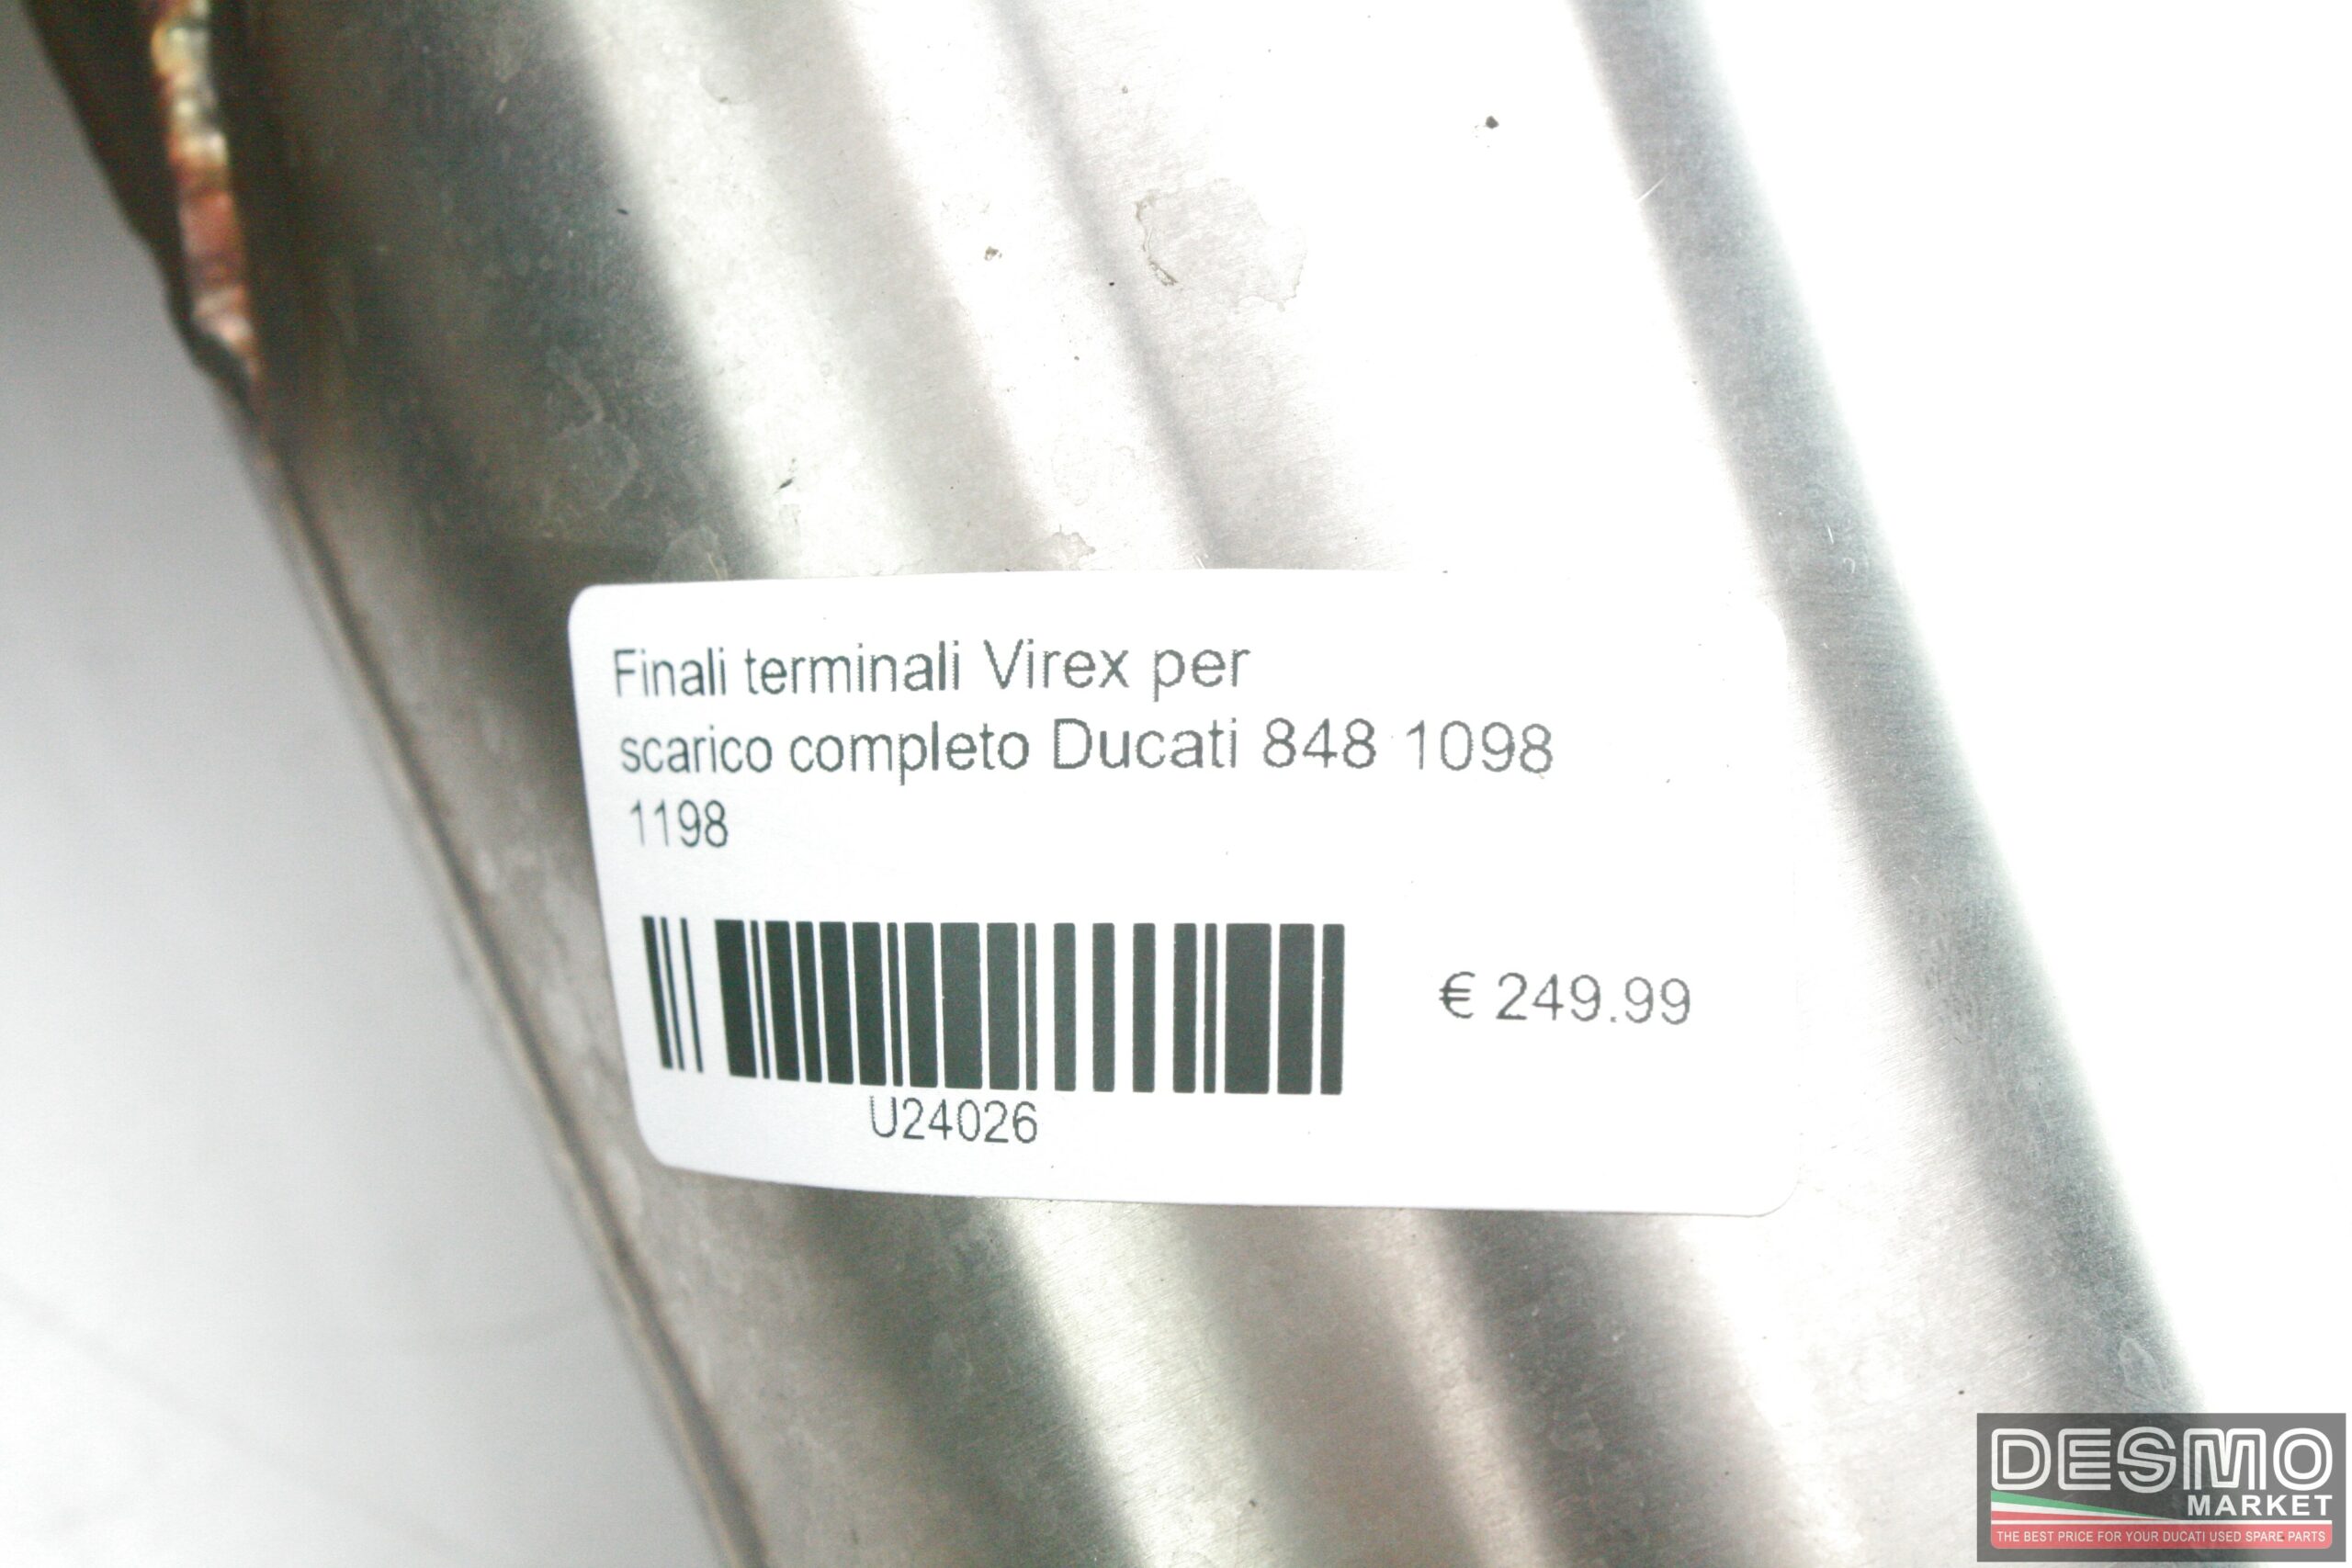 Finali terminali Virex per
scarico completo Ducati 848 1098
1198
€ 249.99
U24026
DESMO
MARKET
THE BEST PRICE FOR YOUR DUCATI USED SPARE PARTS